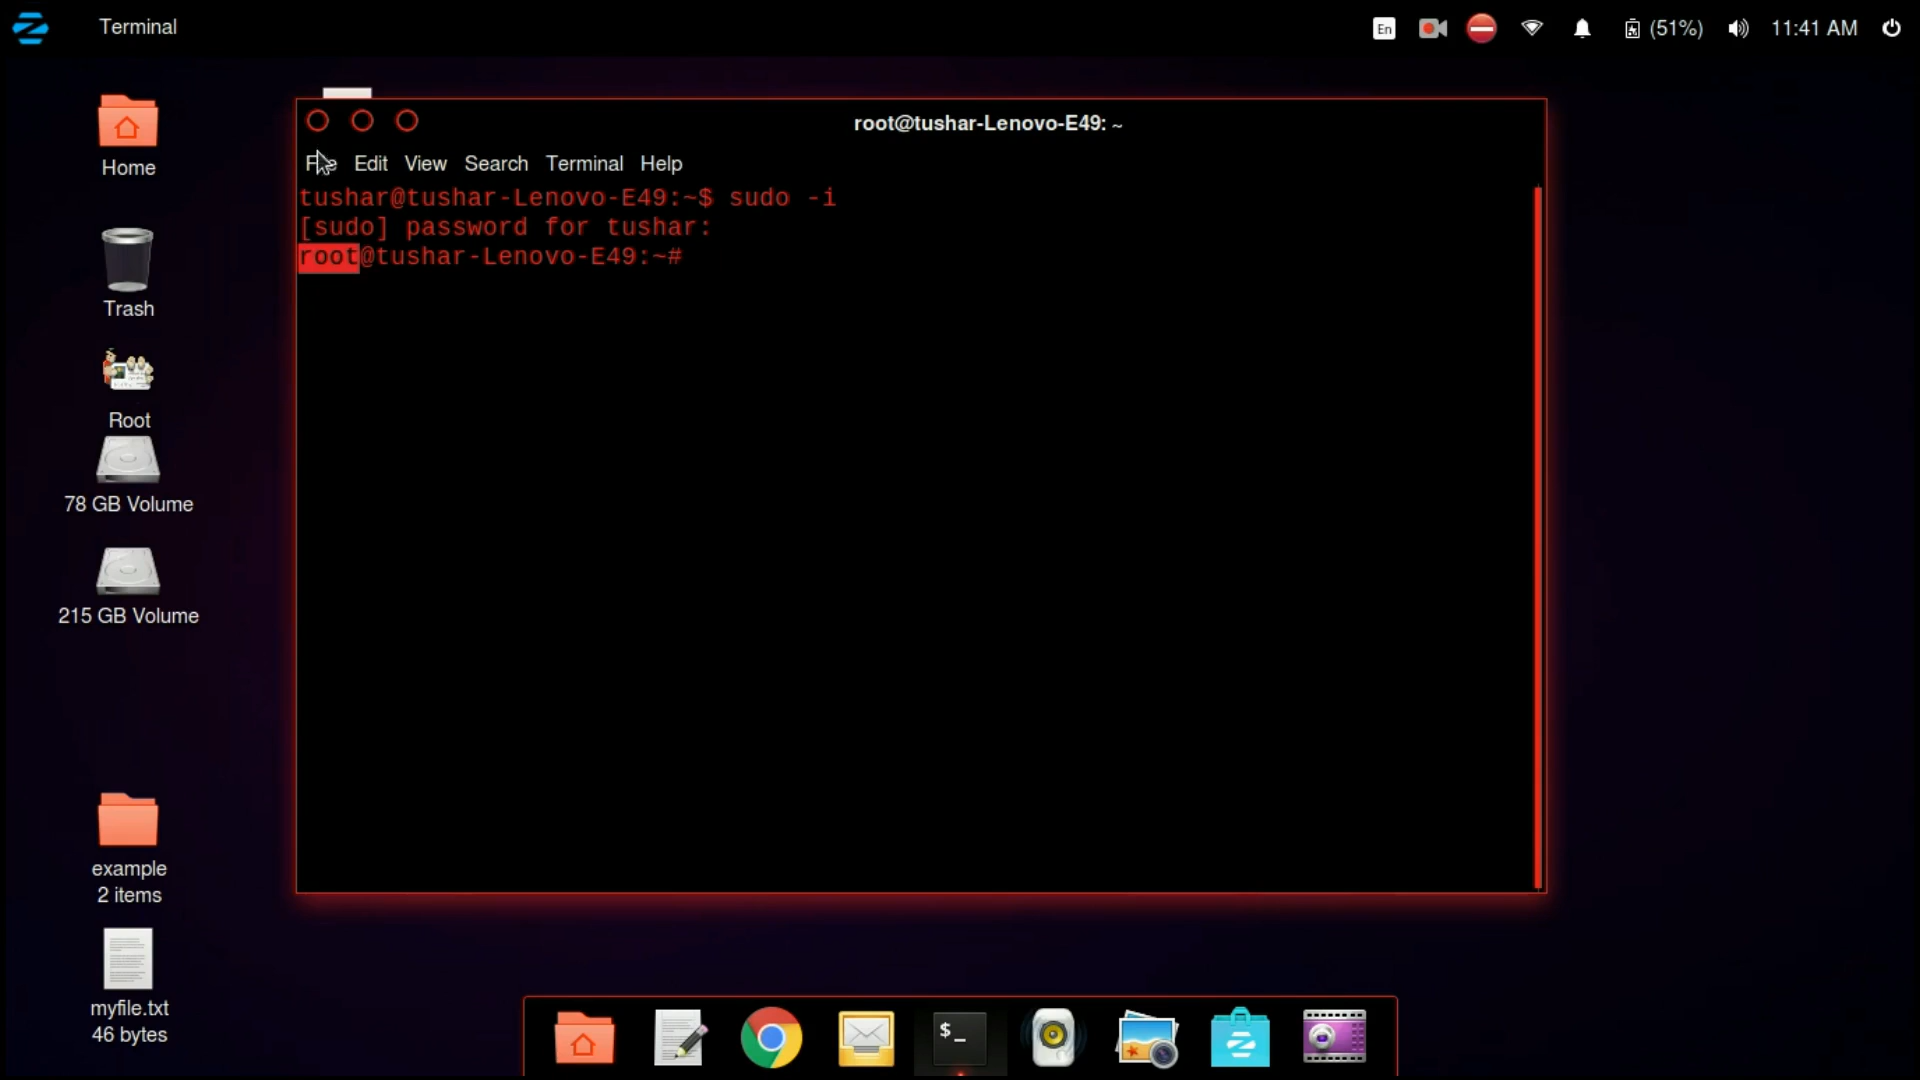 Terminal
En
(51%)
11:41 AM
Home
Trash
Root
78 GB Volume
215 GB Volume
example
2 items
myfile.txt
46 bytes
root@tushar-Lenovo-E49: ~
File Edit View Search Terminal Help
tushar@tushar-Lenovo-E49:~$ sudo -i
[sudo] password for tushar:
root@tushar-Lenovo-E49:~#
$_